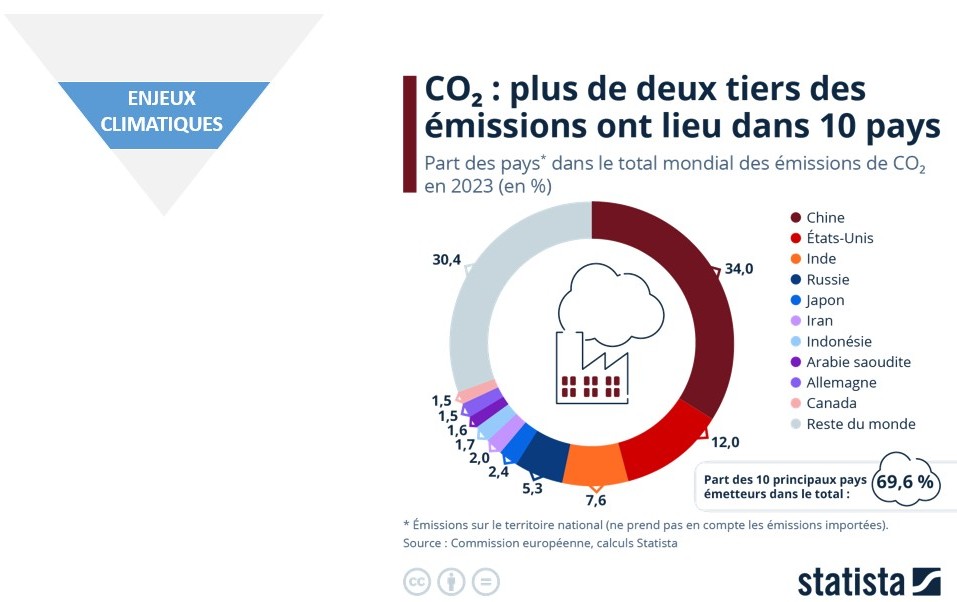 ENJEUX
CLIMATIQUES
CO₂ : plus de deux tiers des
émissions ont lieu dans 10 pays
Part des pays* dans le total mondial des émissions de CO₂
en 2023 (en %)
30,4
34,0
12,0
7,6
5,3
2,4
2,0
1,7
1,6
1,5
1,5
Chine
États-Unis
Inde
Russie
Japon
Iran
Indonésie
Arabie saoudite
Allemagne
Canada
Reste du monde
Part des 10 principaux pays
émetteurs dans le total :
69,6 %
* Émissions sur le territoire national (ne prend pas en compte les émissions importées).
Source : Commission européenne, calculs Statista
cc
statista